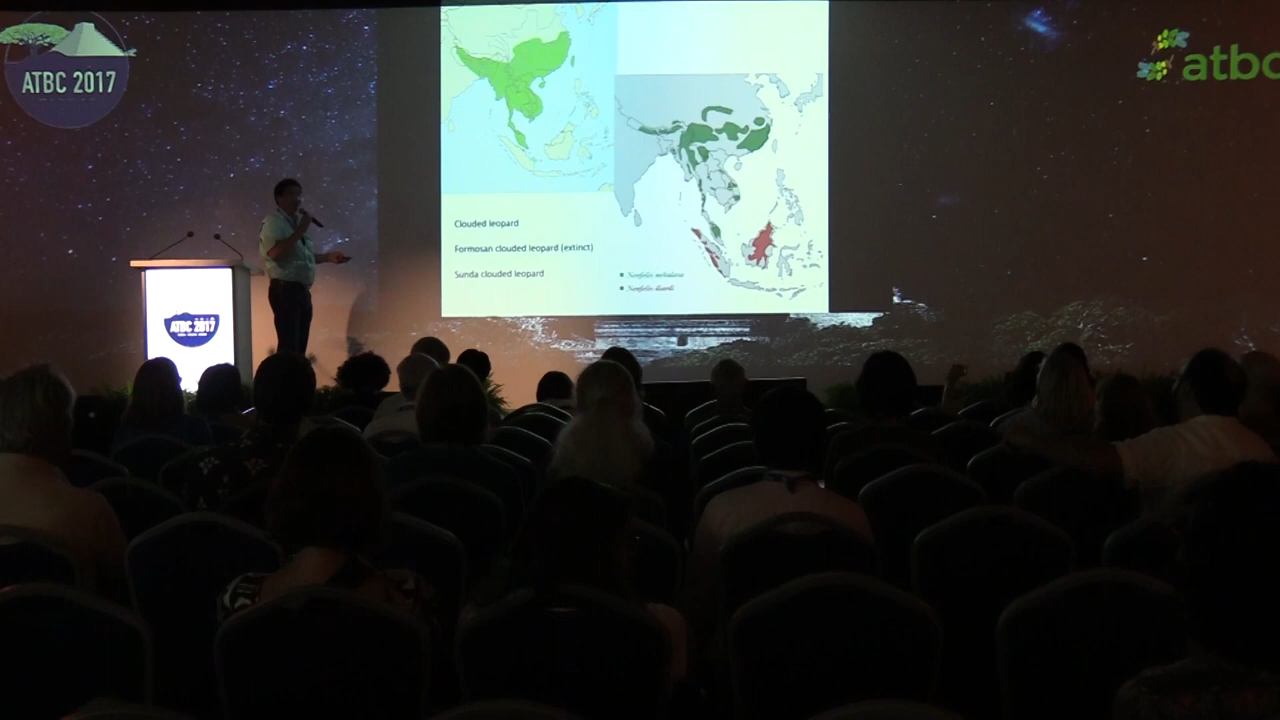 ATBC 2017
atbc
Clouded leopard
Formosan clouded leopard (extinct)
Sunda clouded leopard
Neofelis nebulosa
Neofelis diardi
ATBC 2017